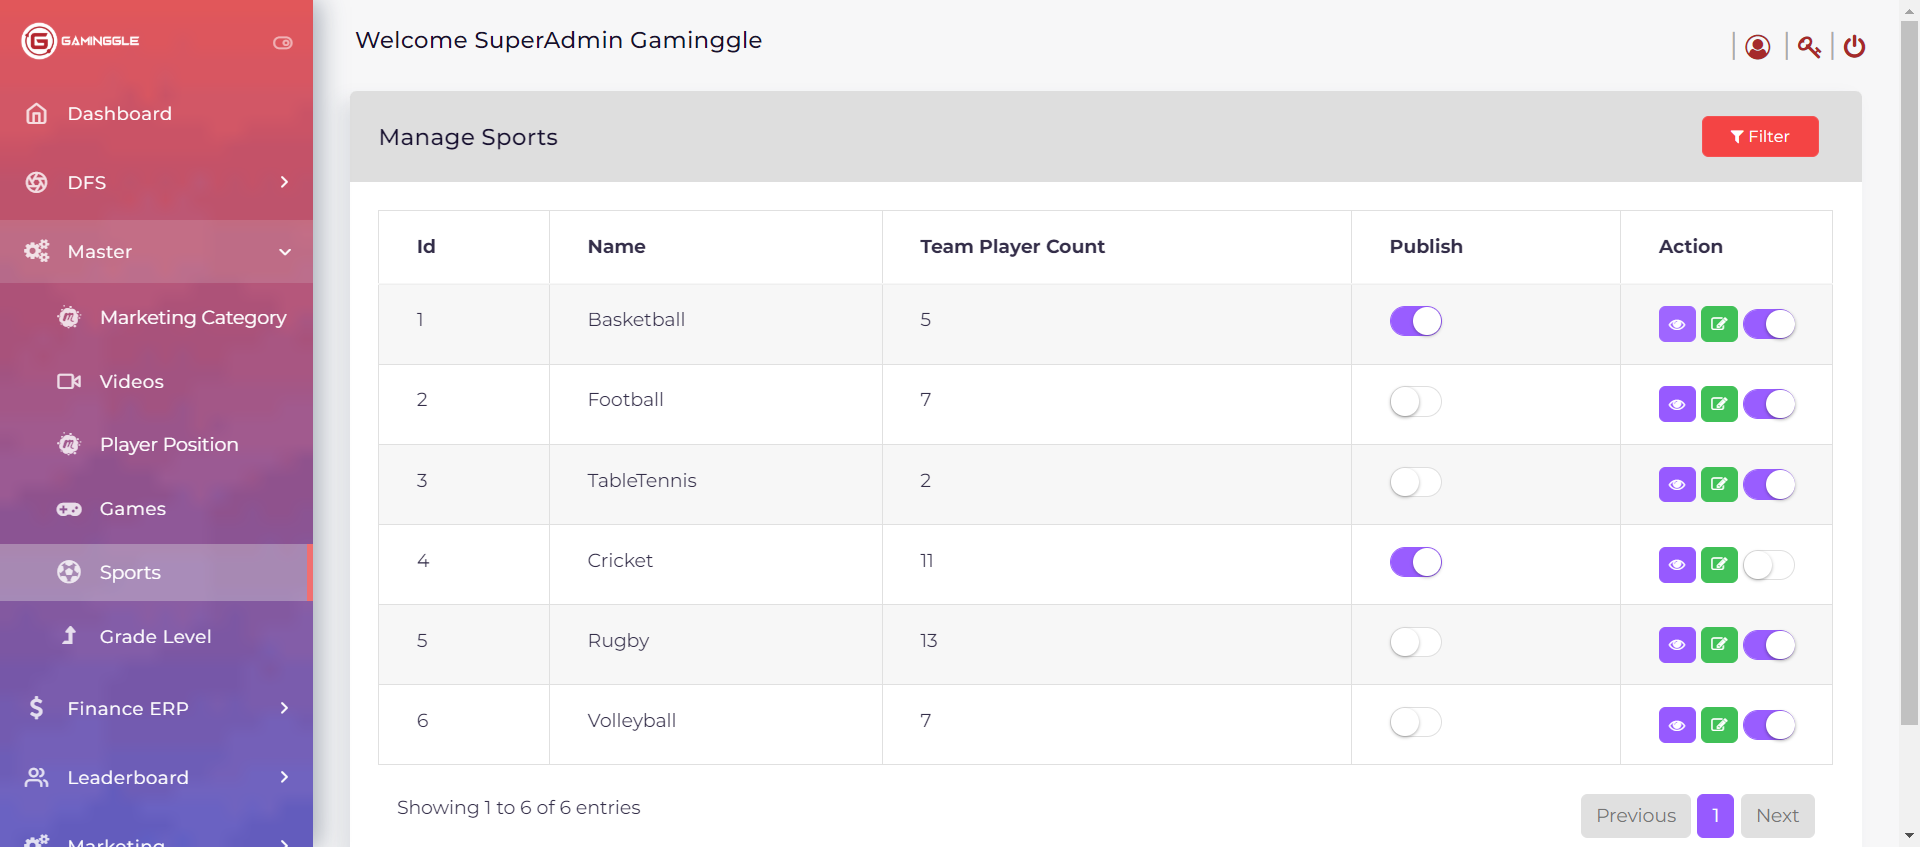 GAMINGGLE
Welcome SuperAdmin Gaminggle
Dashboard
DFS
Master
Marketing Category
Videos
Player Position
Games
Sports
Grade Level
Finance ERP
Leaderboard
Marketing
Manage Sports
Filter
Id Name Team Player Count Publish Action
1 Basketball 5
2 Football 7
3 TableTennis 2
4 Cricket 11
5 Rugby 13
6 Volleyball 7
Showing 1 to 6 of 6 entries
Previous 1 Next